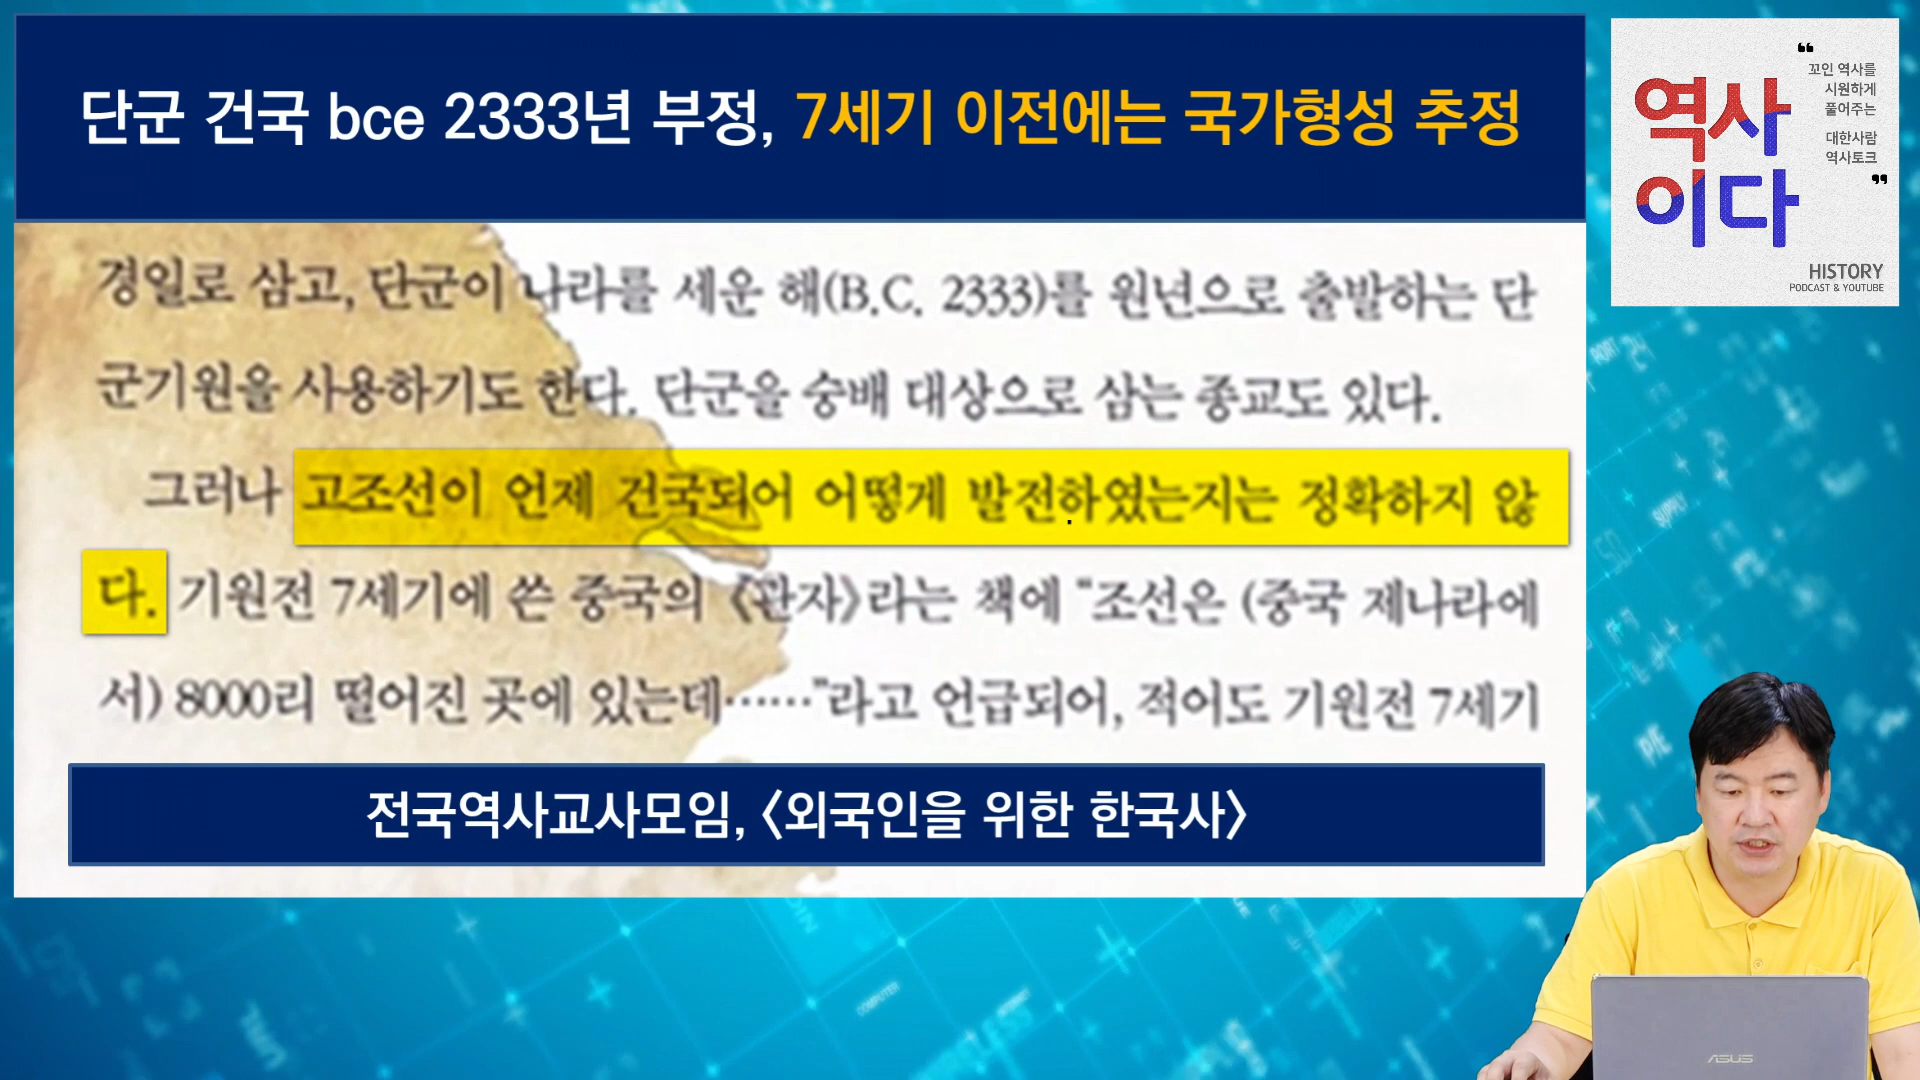 단군 건국 bce 2333년 부정, 7세기 이전에는 국가형성 추정
경일로 삼고, 단군이 나라를 세운 해(B.C. 2333)를 원년으로 출발하는 단
군기원을 사용하기도 한다. 단군을 숭배 대상으로 삼는 종교도 있다.
그러나 고조선이 언제 건국되어 어떻게 발전하였는지는 정확하지 않
다. 기원전 7세기에 쓴 중국의 《관자》라는 책에 “조선은 (중국 제나라에
서) 8000리 떨어진 곳에 있는데……”라고 언급되어, 적어도 기원전 7세기
전국역사교사모임, <외국인을 위한 한국사>
역사
이다
“
꼬인 역사를
시원하게
풀어주는
대한사람
역사토크
”
HISTORY
PODCAST & YOUTUBE
SUPPLY
PIE
COMPUTER
ASUS